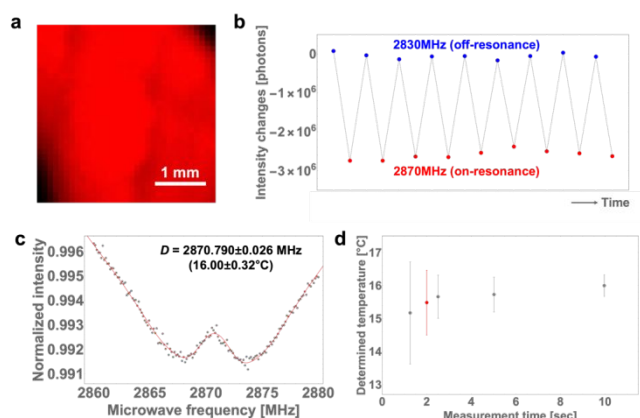 a
1 mm
b
Intensity changes [photons]
0
−1 × 10⁶
−2 × 10⁶
−3 × 10⁶
2830MHz (off-resonance)
2870MHz (on-resonance)
Time
c
Normalized intensity
0.996
0.995
0.994
0.993
0.992
0.991
D = 2870.790±0.026 MHz
(16.00±0.32°C)
2860 2865 2870 2875 2880
Microwave frequency [MHz]
d
Determined temperature [°C]
17
16
15
14
13
0 2 4 6 8 10
Measurement time [sec]